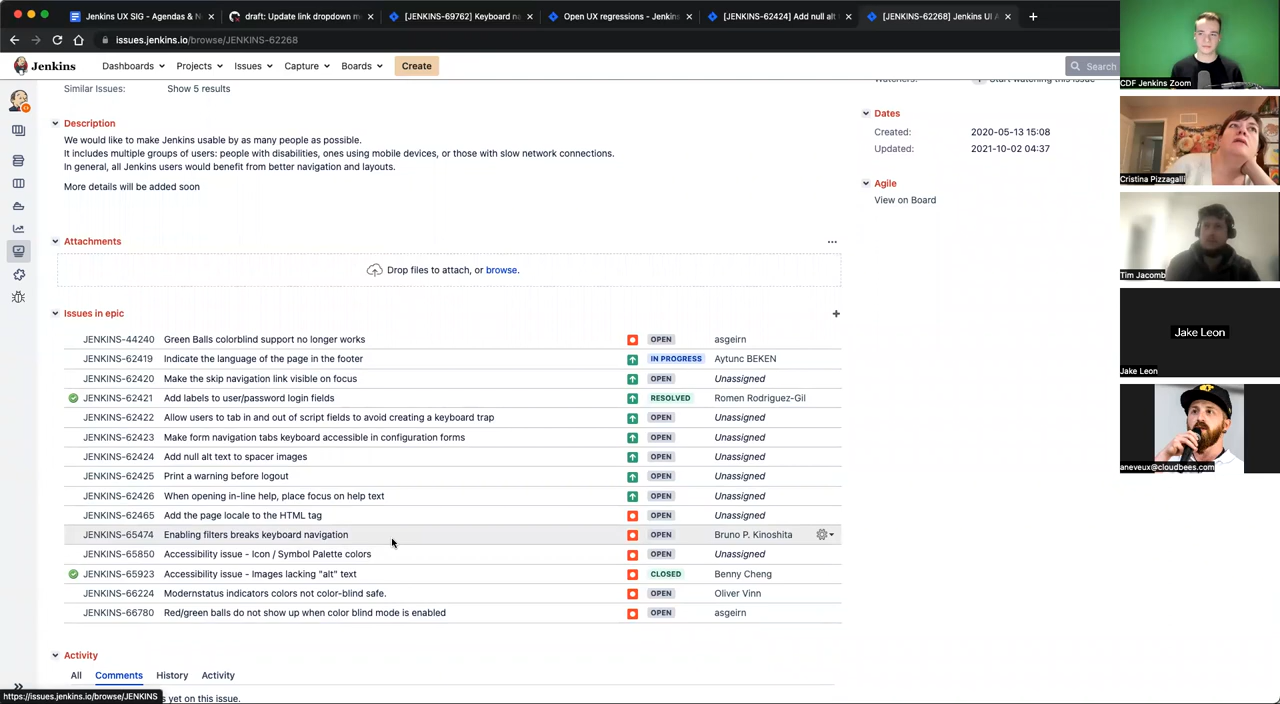 Jenkins UX SIG - Agendas & N
draft: Update link dropdown m
[JENKINS-69762] Keyboard na
Open UX regressions - Jenkins
[JENKINS-62424] Add null alt
[JENKINS-62268] Jenkins UI A
issues.jenkins.io/browse/JENKINS-62268
Jenkins
Dashboards
Projects
Issues
Capture
Boards
Create
Search
Similar Issues:
Show 5 results
Start watching this issue
Description
We would like to make Jenkins usable by as many people as possible.
It includes multiple groups of users: people with disabilities, ones using mobile devices, or those with slow network connections.
In general, all Jenkins users would benefit from better navigation and layouts.
More details will be added soon
Dates
Created: 2020-05-13 15:08
Updated: 2021-10-02 04:37
Agile
View on Board
Attachments
Drop files to attach, or browse.
Issues in epic
JENKINS-44240 Green Balls colorblind support no longer works OPEN asgeirn
JENKINS-62419 Indicate the language of the page in the footer IN PROGRESS Aytunc BEKEN
JENKINS-62420 Make the skip navigation link visible on focus OPEN Unassigned
JENKINS-62421 Add labels to user/password login fields RESOLVED Romen Rodriguez-Gil
JENKINS-62422 Allow users to tab in and out of script fields to avoid creating a keyboard trap OPEN Unassigned
JENKINS-62423 Make form navigation tabs keyboard accessible in configuration forms OPEN Unassigned
JENKINS-62424 Add null alt text to spacer images OPEN Unassigned
JENKINS-62425 Print a warning before logout OPEN Unassigned
JENKINS-62426 When opening in-line help, place focus on help text OPEN Unassigned
JENKINS-62465 Add the page locale to the HTML tag OPEN Unassigned
JENKINS-65474 Enabling filters breaks keyboard navigation OPEN Bruno P. Kinoshita
JENKINS-65850 Accessibility issue - Icon / Symbol Palette colors OPEN Unassigned
JENKINS-65923 Accessibility issue - Images lacking "alt" text CLOSED Benny Cheng
JENKINS-66224 Modernstatus indicators colors not color-blind safe. OPEN Oliver Vinn
JENKINS-66780 Red/green balls do not show up when color blind mode is enabled OPEN asgeirn
Activity
All
Comments
History
Activity
yet on this issue.
https://issues.jenkins.io/browse/JENKINS
CDF Jenkins Zoom
Cristina Pizzagalli
Tim Jacomb
Jake Leon
Jake Leon
aneveux@cloudbees.com